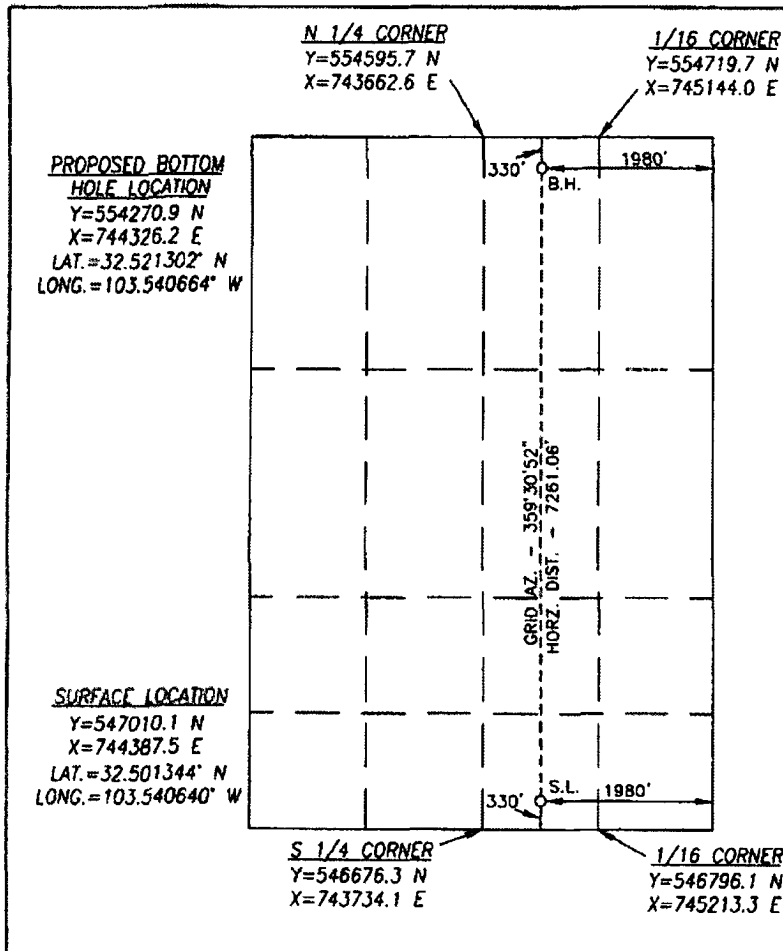 N 1/4 CORNER
Y=554595.7 N
X=743662.6 E
1/16 CORNER
Y=554719.7 N
X=745144.0 E
PROPOSED BOTTOM
HOLE LOCATION
Y=554270.9 N
X=744326.2 E
LAT.=32.521302° N
LONG.=103.540664° W
330'
1980'
B.H.
GRID AZ. - 359°30'52"
HORZ. DIST. - 7261.06'
SURFACE LOCATION
Y=547010.1 N
X=744387.5 E
LAT.=32.501344° N
LONG.=103.540640° W
S.L.
1980'
330'
S 1/4 CORNER
Y=546676.3 N
X=743734.1 E
1/16 CORNER
Y=546796.1 N
X=745213.3 E